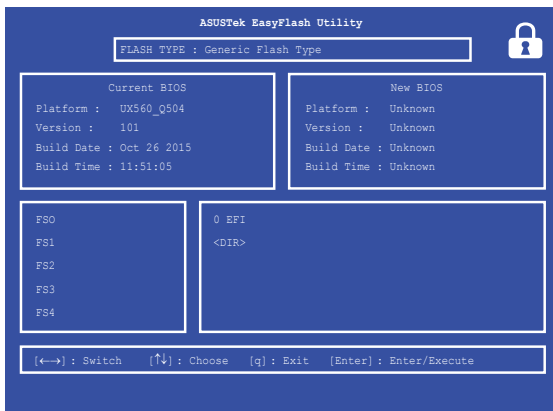 ASUSTek EasyFlash Utility
FLASH TYPE : Generic Flash Type
Current BIOS
Platform : UX560_Q504
Version : 101
Build Date : Oct 26 2015
Build Time : 11:51:05
New BIOS
Platform : Unknown
Version : Unknown
Build Date : Unknown
Build Time : Unknown
FSO
FS1
FS2
FS3
FS4
0 EFI
<DIR>
[←→] : Switch [↑↓] : Choose [q] : Exit [Enter] : Enter/Execute